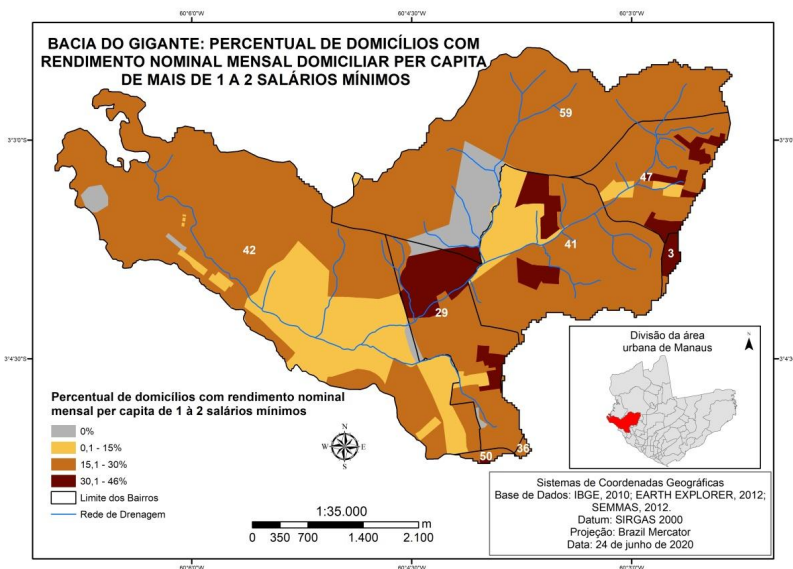 60°6'0"W 60°4'30"W 60°3'0"W
BACIA DO GIGANTE: PERCENTUAL DE DOMICÍLIOS COM
RENDIMENTO NOMINAL MENSAL DOMICILIAR PER CAPITA
DE MAIS DE 1 A 2 SALÁRIOS MÍNIMOS
59
3°3'0"S
47
42
41
3
29
Divisão da área
urbana de Manaus
3°4'30"S
Percentual de domicílios com rendimento nominal
mensal per capita de 1 à 2 salários mínimos
0%
0,1 - 15%
15,1 - 30%
30,1 - 46%
Limite dos Bairros
Rede de Drenagem
N
W E
S
36
50
1:35.000
0 350 700 1.400 2.100
m
Sistemas de Coordenadas Geográficas
Base de Dados: IBGE, 2010; EARTH EXPLORER, 2012;
SEMMAS, 2012.
Datum: SIRGAS 2000
Projeção: Brazil Mercator
Data: 24 de junho de 2020